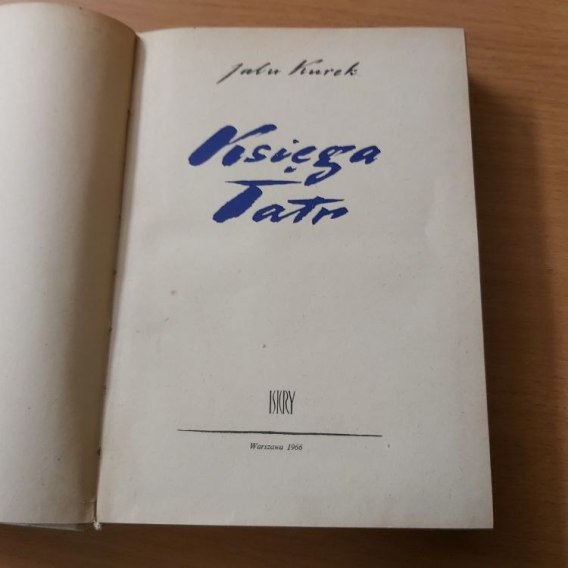 Jalu Kurek
Księga
Tatr
ISKRY
Warszawa 1966